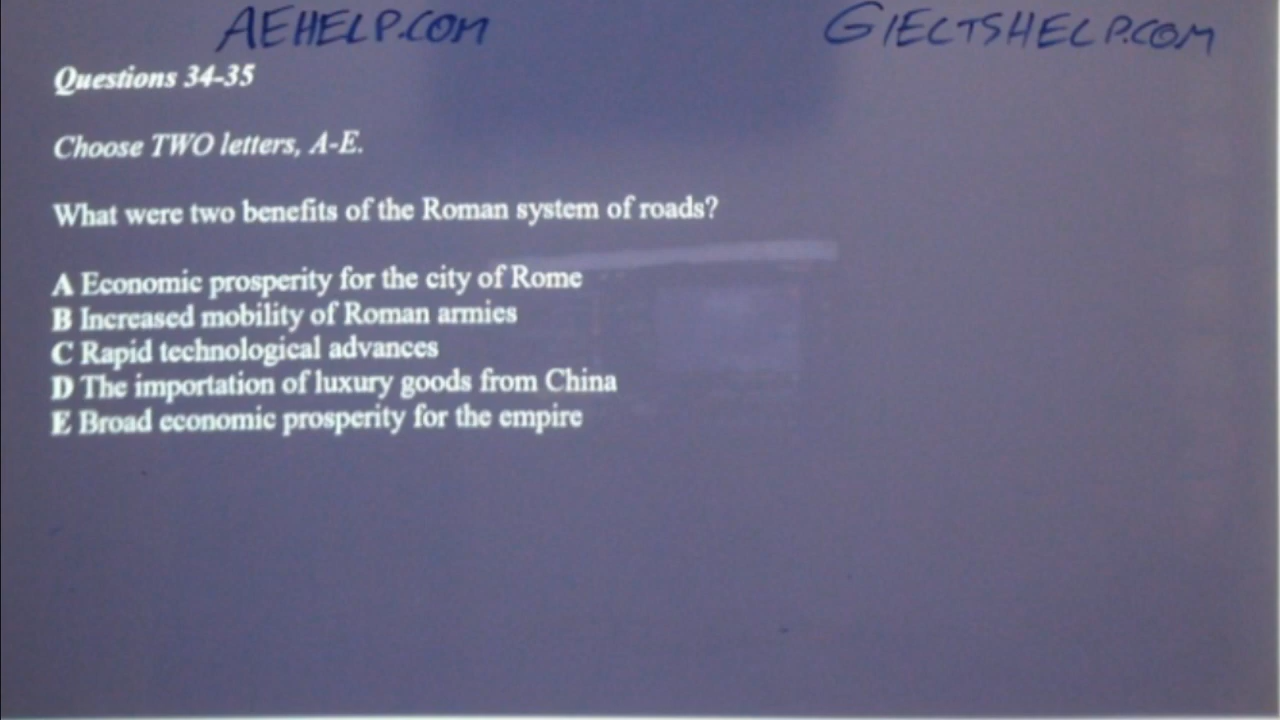 AEHELP.COM GIELTSHELP.COM
Questions 34-35
Choose TWO letters, A-E.
What were two benefits of the Roman system of roads?
A Economic prosperity for the city of Rome
B Increased mobility of Roman armies
C Rapid technological advances
D The importation of luxury goods from China
E Broad economic prosperity for the empire